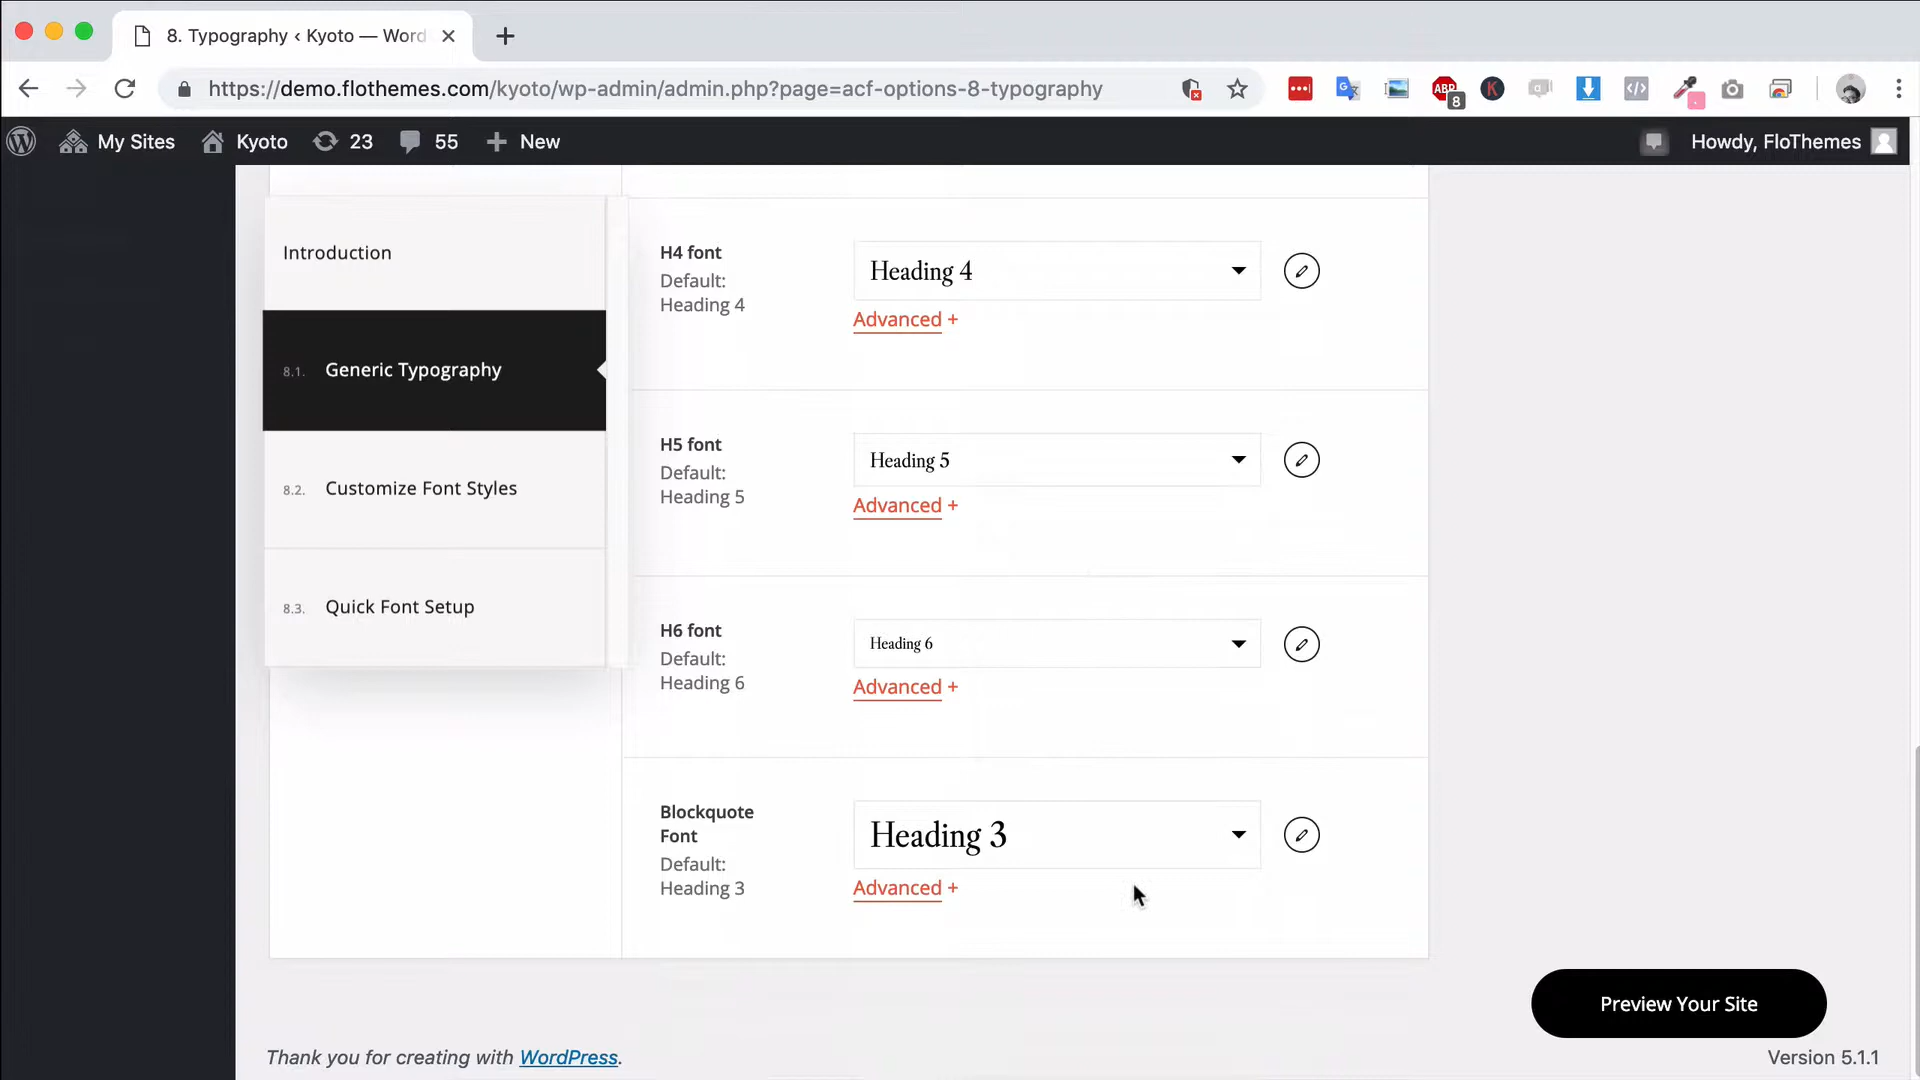 8. Typography ‹ Kyoto — Word
https://demo.flothemes.com/kyoto/wp-admin/admin.php?page=acf-options-8-typography
ABP
8
K
My Sites
Kyoto
23
55
New
Howdy, FloThemes
Introduction
8.1. Generic Typography
8.2. Customize Font Styles
8.3. Quick Font Setup
H4 font
Default:
Heading 4
Heading 4
Advanced +
H5 font
Default:
Heading 5
Heading 5
Advanced +
H6 font
Default:
Heading 6
Heading 6
Advanced +
Blockquote
Font
Default:
Heading 3
Heading 3
Advanced +
Preview Your Site
Thank you for creating with WordPress.
Version 5.1.1